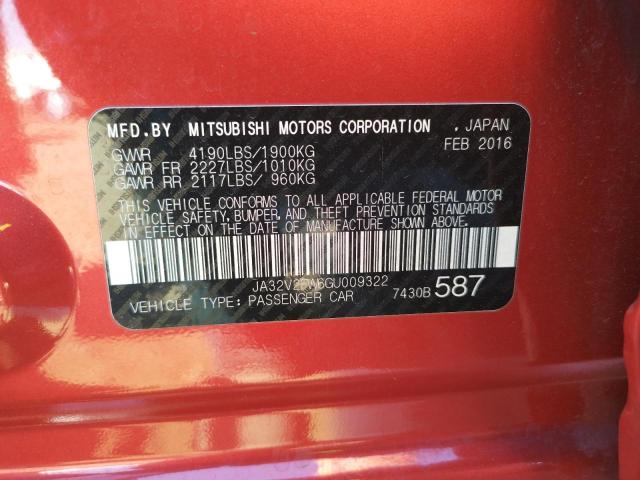 MFD.BY MITSUBISHI MOTORS CORPORATION , JAPAN
FEB 2016
GVWR 4190LBS/1900KG
GAWR FR 2227LBS/1010KG
GAWR RR 2117LBS/ 960KG
THIS VEHICLE CONFORMS TO ALL APPLICABLE FEDERAL MOTOR
VEHICLE SAFETY, BUMPER, AND THEFT PREVENTION STANDARDS
IN EFFECT ON THE DATE OF MANUFACTURE SHOWN ABOVE.
JA32V2FW6GU009322
VEHICLE TYPE: PASSENGER CAR 7430B 587